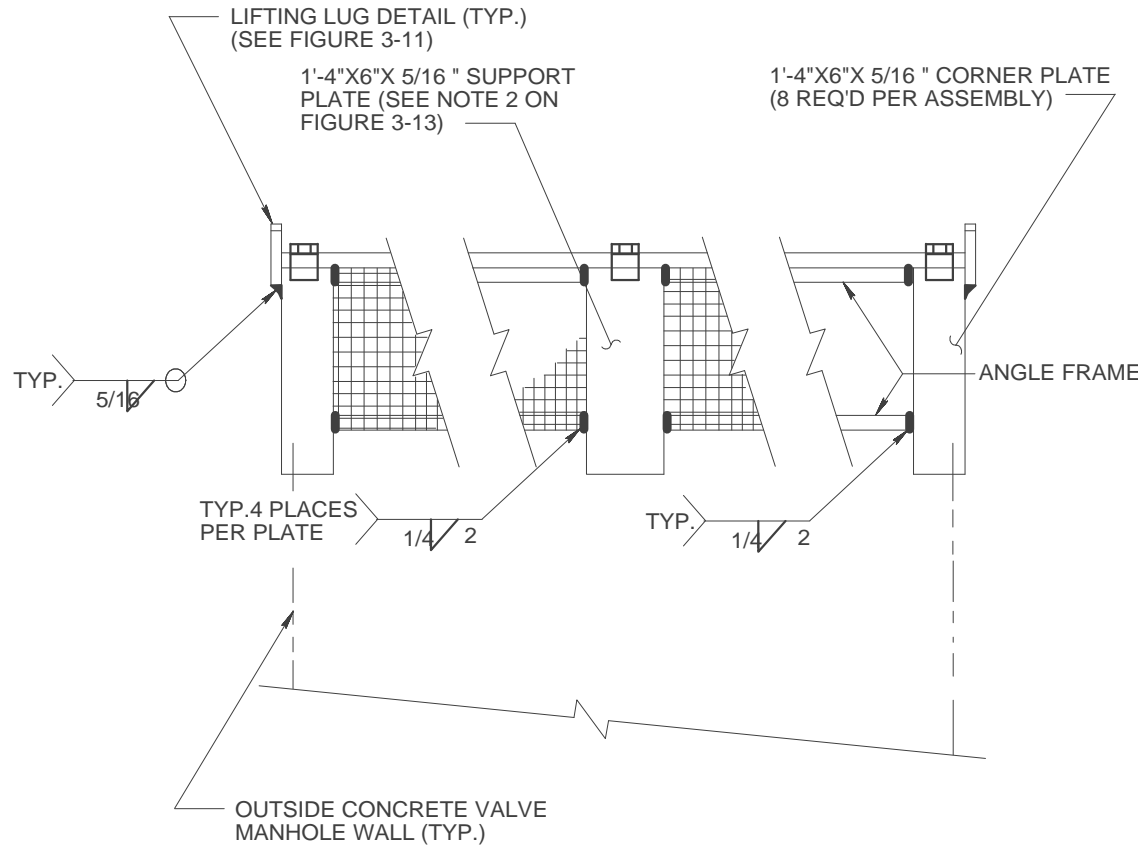 LIFTING LUG DETAIL (TYP.)
(SEE FIGURE 3-11)
1'-4"X6"X 5/16 " SUPPORT
PLATE (SEE NOTE 2 ON
FIGURE 3-13)
1'-4"X6"X 5/16 " CORNER PLATE
(8 REQ'D PER ASSEMBLY)
TYP.
5/16
ANGLE FRAME
TYP.4 PLACES
PER PLATE
1/4 2
TYP.
1/4 2
OUTSIDE CONCRETE VALVE
MANHOLE WALL (TYP.)